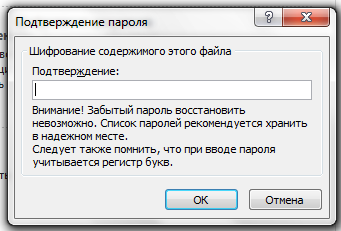 Подтверждение пароля
Шифрование содержимого этого файла
Подтверждение:
Внимание! Забытый пароль восстановить
невозможно. Список паролей рекомендуется хранить
в надежном месте.
Следует также помнить, что при вводе пароля
учитывается регистр букв.
ОК
Отмена